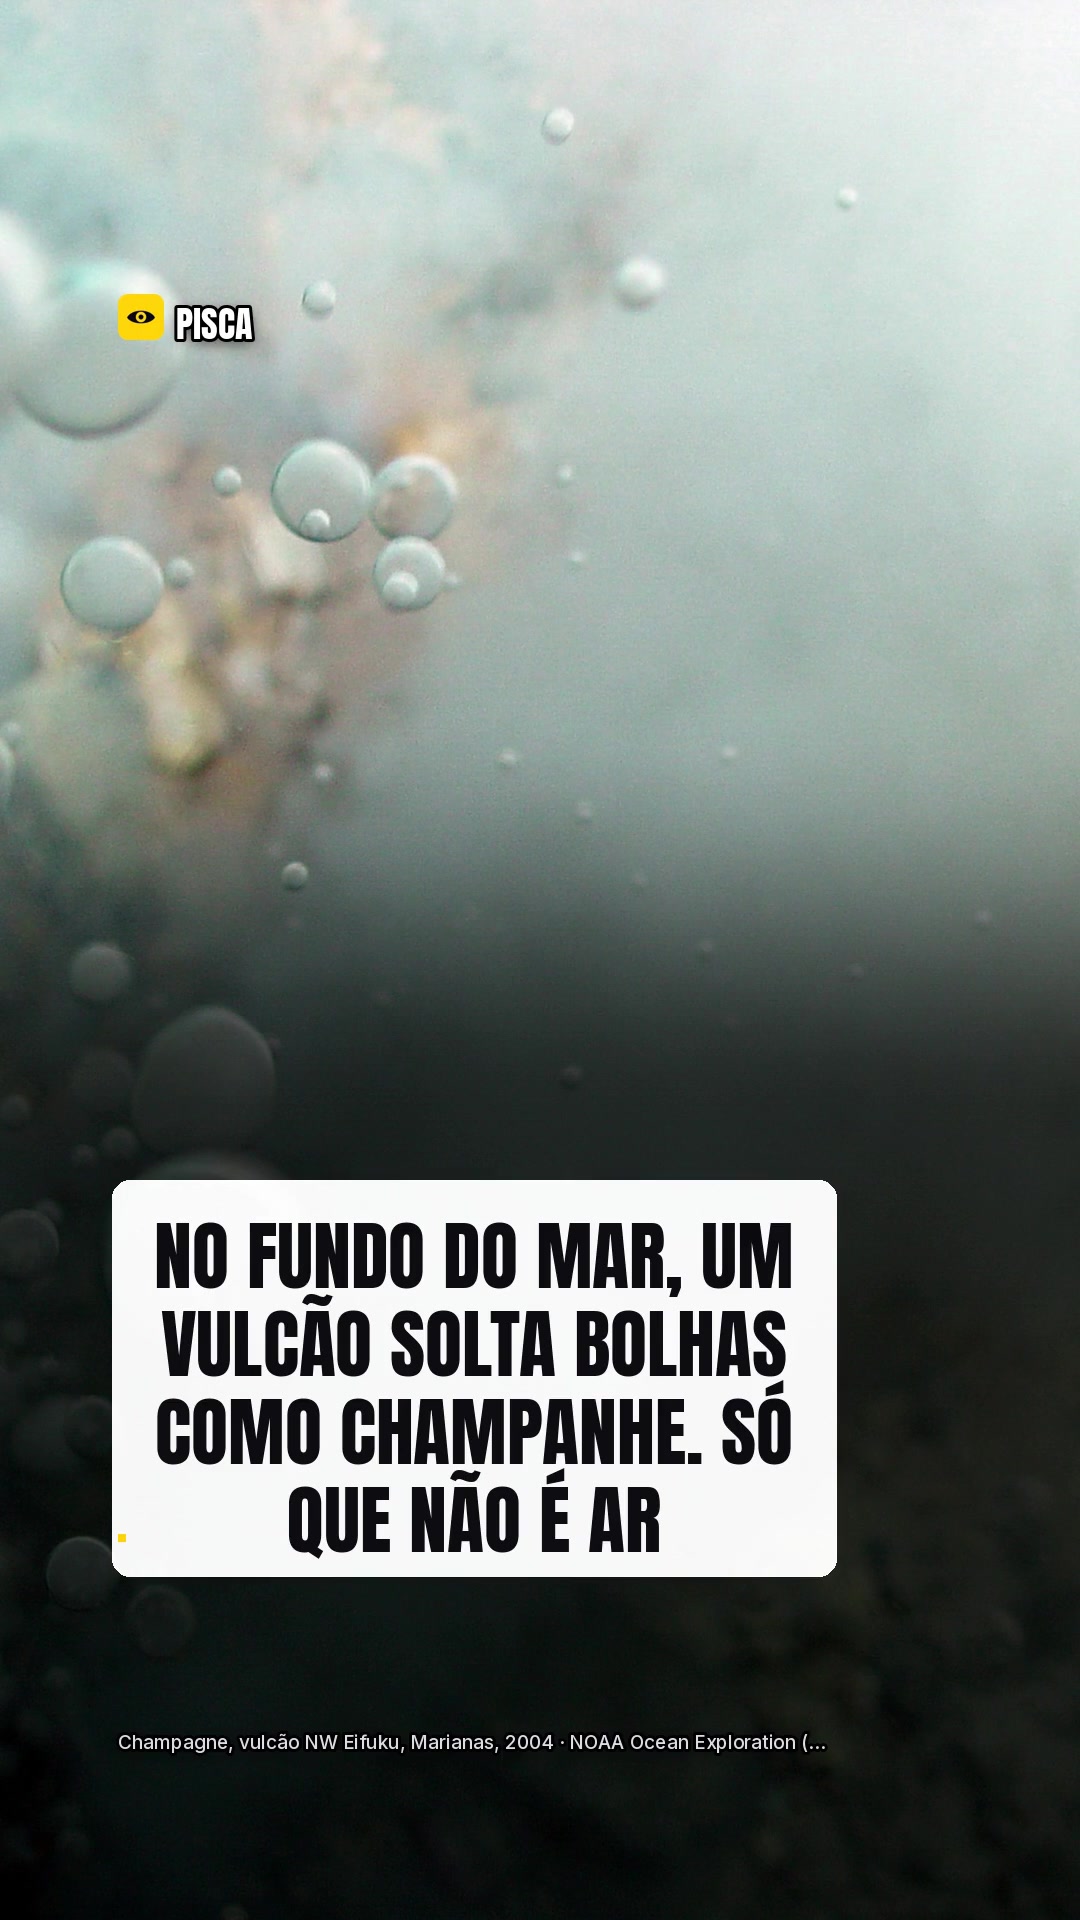 PISCA
NO FUNDO DO MAR, UM
VULCÃO SOLTA BOLHAS
COMO CHAMPANHE. SÓ
QUE NÃO É AR
Champagne, vulcão NW Eifuku, Marianas, 2004 · NOAA Ocean Exploration (...